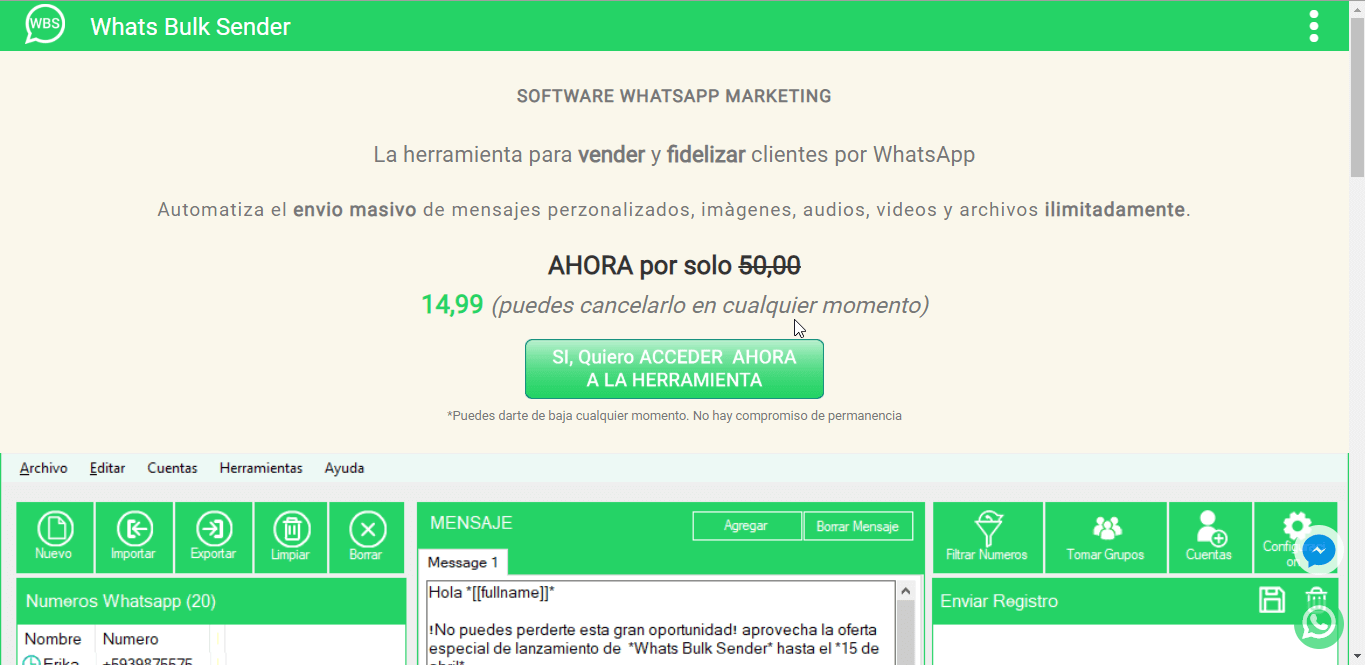 WBS
Whats Bulk Sender
SOFTWARE WHATSAPP MARKETING
La herramienta para vender y fidelizar clientes por WhatsApp
Automatiza el envio masivo de mensajes perzonalizados, imàgenes, audios, videos y archivos ilimitadamente.
AHORA por solo 50,00
14,99 (puedes cancelarlo en cualquier momento)
SI, Quiero ACCEDER AHORA
A LA HERRAMIENTA
*Puedes darte de baja cualquier momento. No hay compromiso de permanencia
Archivo Editar Cuentas Herramientas Ayuda
Nuevo Importar Exportar Limpiar Borrar
MENSAJE
Agregar Borrar Mensaje
Filtrar Numeros Tomar Grupos Cuentas
Message 1
Numeros Whatsapp (20)
Enviar Registro
Nombre Numero
Erika +5939875575
Hola *[[fullname]]*
!No puedes perderte esta gran oportunidad! aprovecha la oferta
especial de lanzamiento de *Whats Bulk Sender* hasta el *15 de
abril*